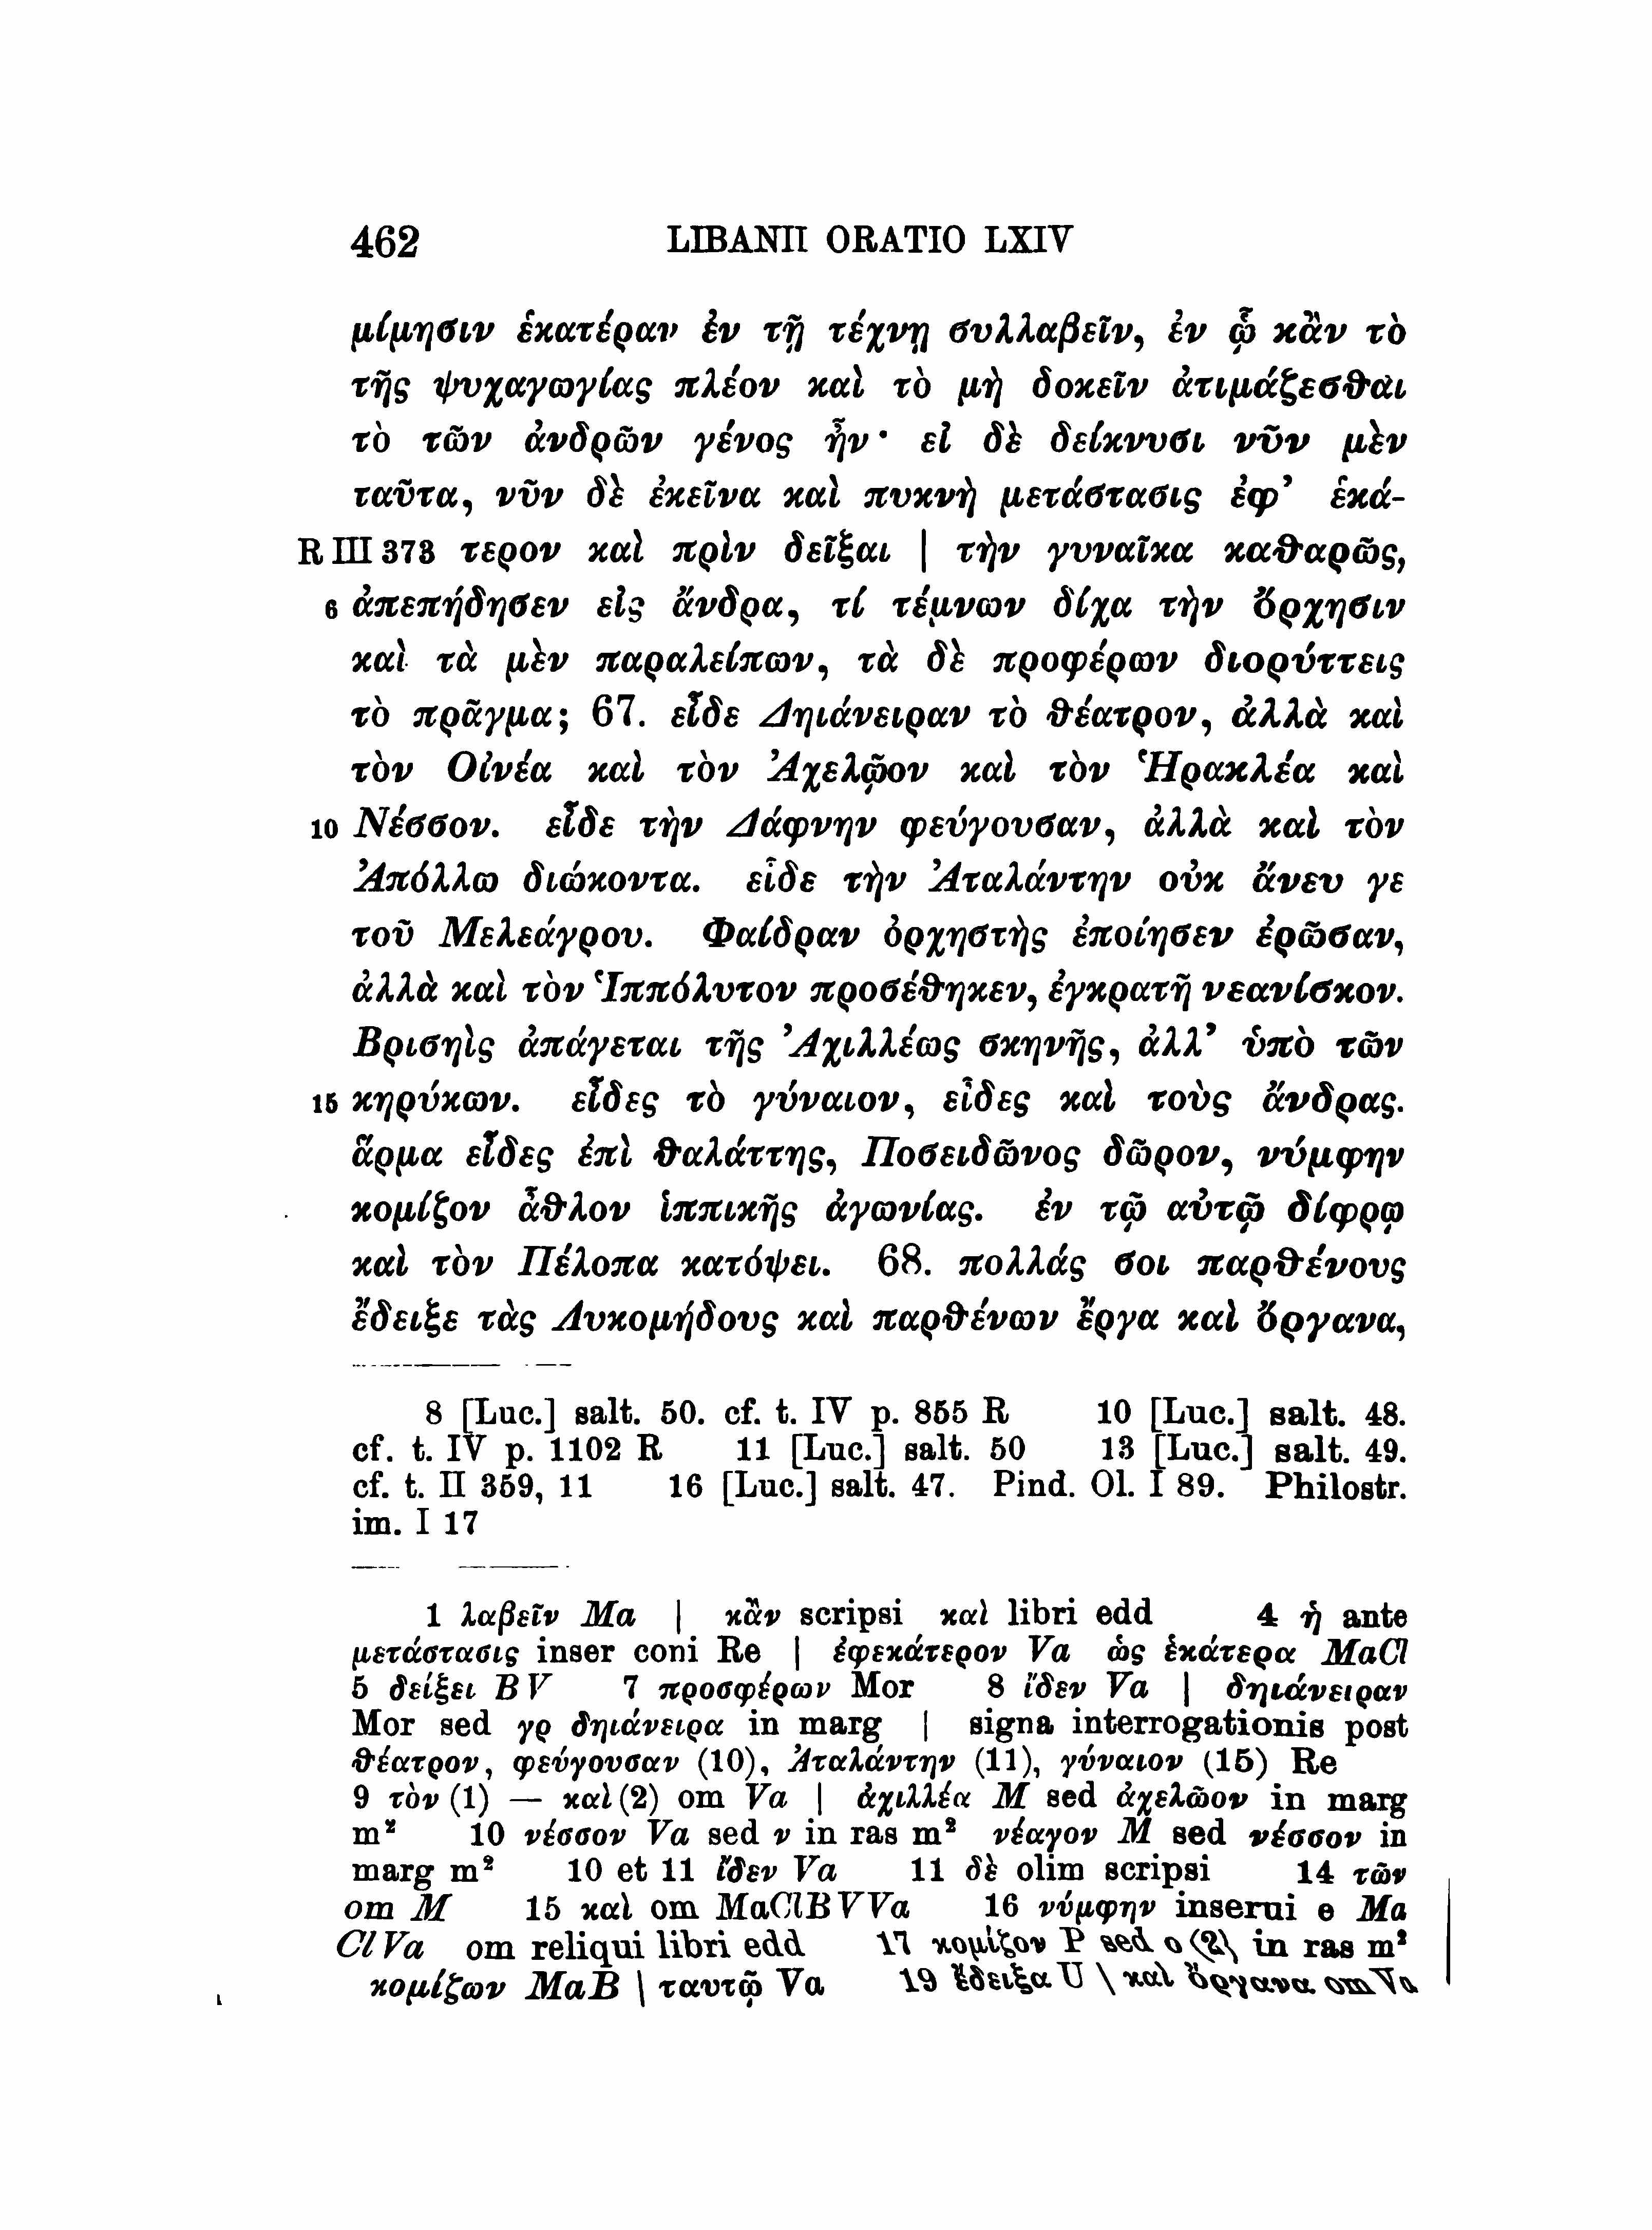 462 LIBANII ORATIO LXIV
μίμησιν ἑκατέραν ἐν τῇ τέχνῃ συλλαβεῖν, ἐν ᾧ κἂν τὸ
τῆς ψυχαγωγίας πλέον καὶ τὸ μὴ δοκεῖν ἀτιμάζεσθαι
τὸ τῶν ἀνδρῶν γένος ἦν· εἰ δὲ δείκνυσι νῦν μὲν
ταῦτα, νῦν δὲ ἐκεῖνα καὶ πυκνὴ μετάστασις ἐφ’ ἑκά-
R III 373 τερον καὶ πρὶν δεῖξαι | τὴν γυναῖκα καθαρῶς,
6 ἀπεπήδησεν εἰς ἄνδρα, τί τέμνων δίχα τὴν ὄρχησιν
καὶ τὰ μὲν παραλείπων, τὰ δὲ προφέρων διορύττεις
τὸ πρᾶγμα; 67. εἶδε Δηιάνειραν τὸ θέατρον, ἀλλὰ καὶ
τὸν Οἰνέα καὶ τὸν Ἀχελῷον καὶ τὸν Ἡρακλέα καὶ
10 Νέσσον. εἶδε τὴν Δάφνην φεύγουσαν, ἀλλὰ καὶ τὸν
Ἀπόλλω διώκοντα. εἶδε τὴν Ἀταλάντην οὐκ ἄνευ γε
τοῦ Μελεάγρου. Φαίδραν ὀρχηστὴς ἐποίησεν ἐρῶσαν,
ἀλλὰ καὶ τὸν Ἱππόλυτον προσέθηκεν, ἐγκρατῆ νεανίσκον.
Βρισηὶς ἀπάγεται τῆς Ἀχιλλέως σκηνῆς, ἀλλ’ ὑπὸ τῶν
15 κηρύκων. εἶδες τὸ γύναιον, εἶδες καὶ τοὺς ἄνδρας.
ἅρμα εἶδες ἐπὶ θαλάττης, Ποσειδῶνος δῶρον, νύμφην
κομίζον ἆθλον ἱππικῆς ἀγωνίας. ἐν τῷ αὐτῷ δίφρῳ
καὶ τὸν Πέλοπα κατόψει. 68. πολλάς σοι παρθένους
ἔδειξε τὰς Λυκομήδους καὶ παρθένων ἔργα καὶ ὄργανα,
8 [Luc.] salt. 50. cf. t. IV p. 855 R 10 [Luc.] salt. 48.
cf. t. IV p. 1102 R 11 [Luc.] salt. 50 13 [Luc.] salt. 49.
cf. t. II 359, 11 16 [Luc.] salt. 47. Pind. Ol. I 89. Philostr.
im. I 17
1 λαβεῖν Ma | κἂν scripsi καὶ libri edd 4 ἡ ante
μετάστασις inser coni Re | ἐφεκάτερον Va ὡς ἑκάτερα MaCl
5 δείξει BV 7 προσφέρων Mor 8 ἴδεν Va | δηιάνειραν
Mor sed γρ δηιάνειρα in marg | signa interrogationis post
θέατρον, φεύγουσαν (10), Ἀταλάντην (11), γύναιον (15) Re
9 τὸν (1) — καὶ (2) om Va | ἀχιλλέα M sed ἀχελῶον in marg
m² 10 νέσσον Va sed ν in ras m² νέαγον M sed νέσσον in
marg m² 10 et 11 ἴδεν Va 11 δὲ olim scripsi 14 τῶν
om M 15 καὶ om MaClBVVa 16 νύμφην inserui e Ma
Cl Va om reliqui libri edd 17 κομίζον P sed ο (2) in ras m²
κομίζων MaB | ταυτῷ Va 19 ἔδειξα U | καὶ ὄργανα om Va